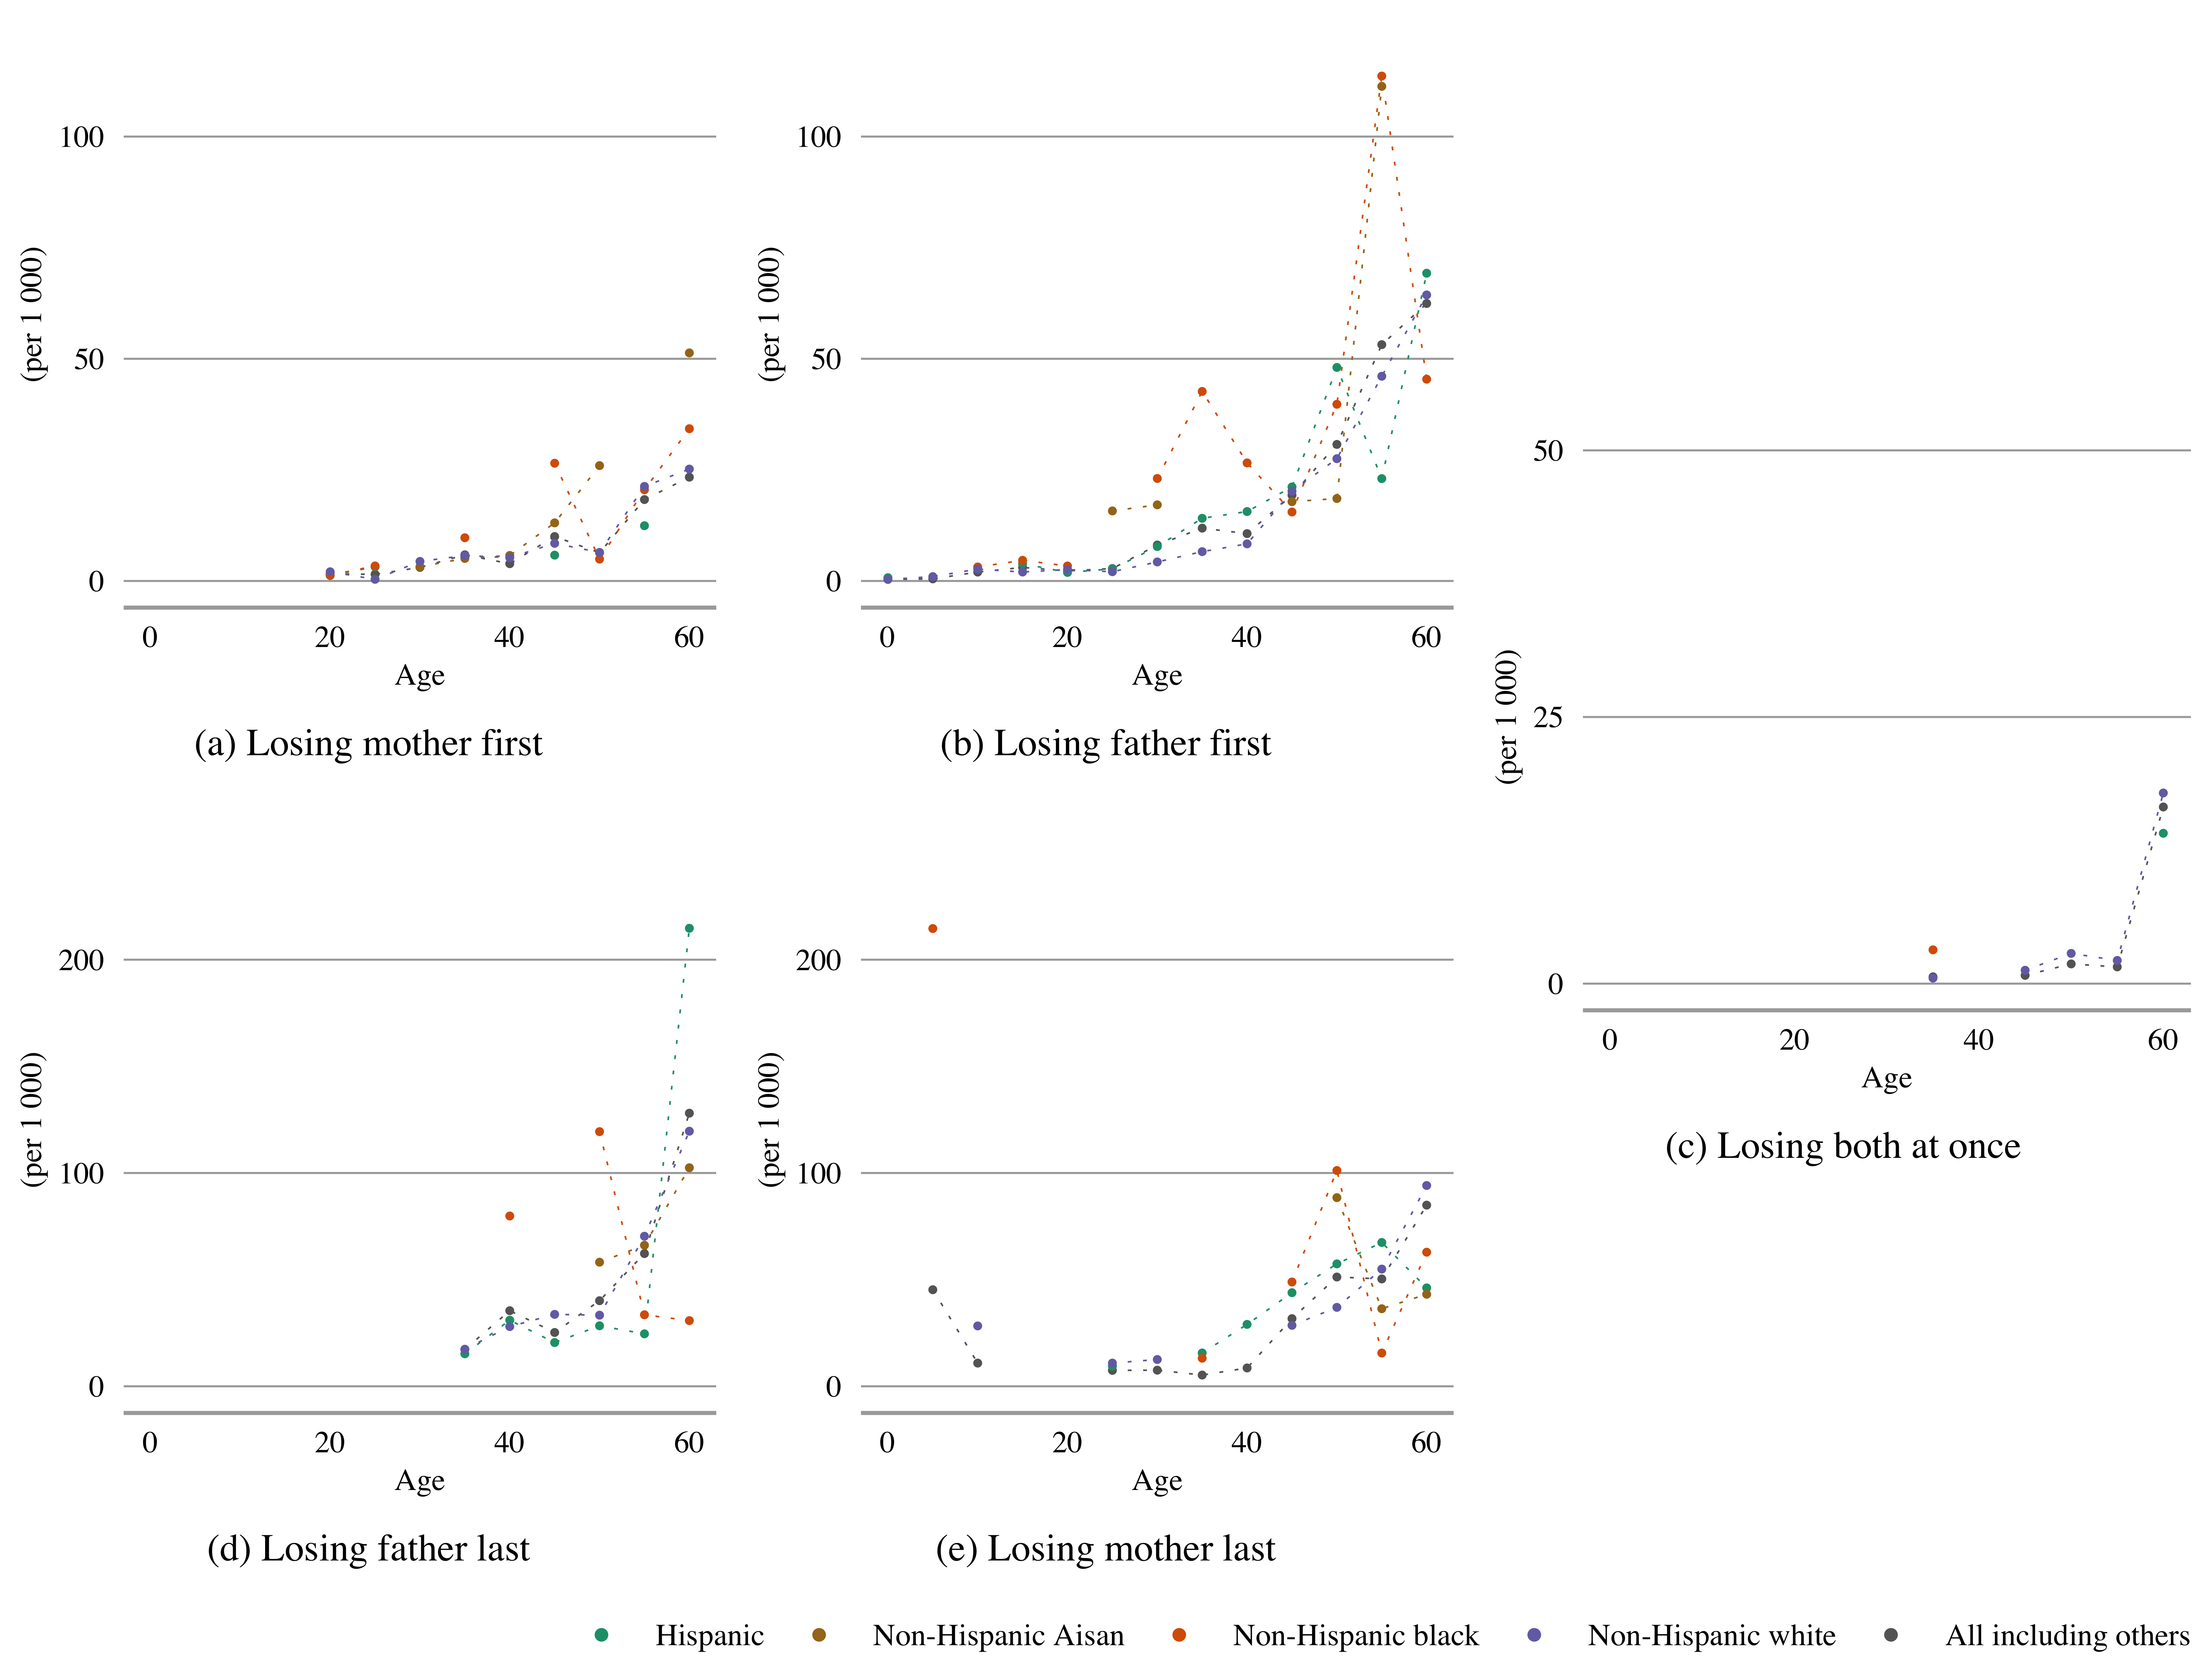 100
50
0
(per 1 000)
0 20 40 60
Age
(a) Losing mother first
100
50
0
(per 1 000)
0 20 40 60
Age
(b) Losing father first
50
25
0
(per 1 000)
0 20 40 60
Age
(c) Losing both at once
200
100
0
(per 1 000)
0 20 40 60
Age
(d) Losing father last
200
100
0
(per 1 000)
0 20 40 60
Age
(e) Losing mother last
Hispanic Non-Hispanic Aisan Non-Hispanic black Non-Hispanic white All including others